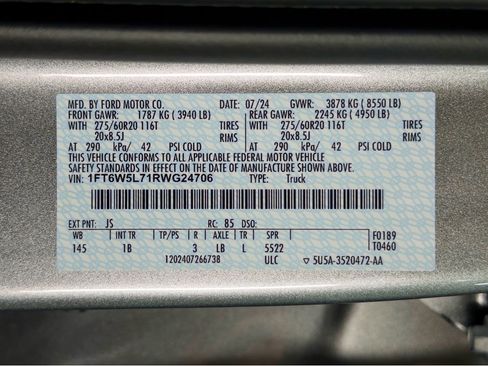 MFD. BY FORD MOTOR CO. DATE: 07/24 GVWR: 3878 KG ( 8550 LB)
FRONT GAWR: 1787 KG ( 3940 LB) REAR GAWR: 2245 KG ( 4950 LB)
WITH 275/60R20 116T TIRES WITH 275/60R20 116T TIRES
20x8.5J RIMS 20x8.5J RIMS
AT 290 kPa/ 42 PSI COLD AT 290 kPa/ 42 PSI COLD
THIS VEHICLE CONFORMS TO ALL APPLICABLE FEDERAL MOTOR VEHICLE
SAFETY STANDARDS IN EFFECT ON THE DATE OF MANUFACTURE SHOWN ABOVE.
VIN: 1FT6W5L71RWG24706 TYPE: Truck
EXT PNT: JS RC: 85 DSO: F0189
WB INT TR TP/PS R AXLE TR SPR T0460
145 1B 3 LB L 5522
1202407266738 ULC ▽ 5U5A-3520472-AA